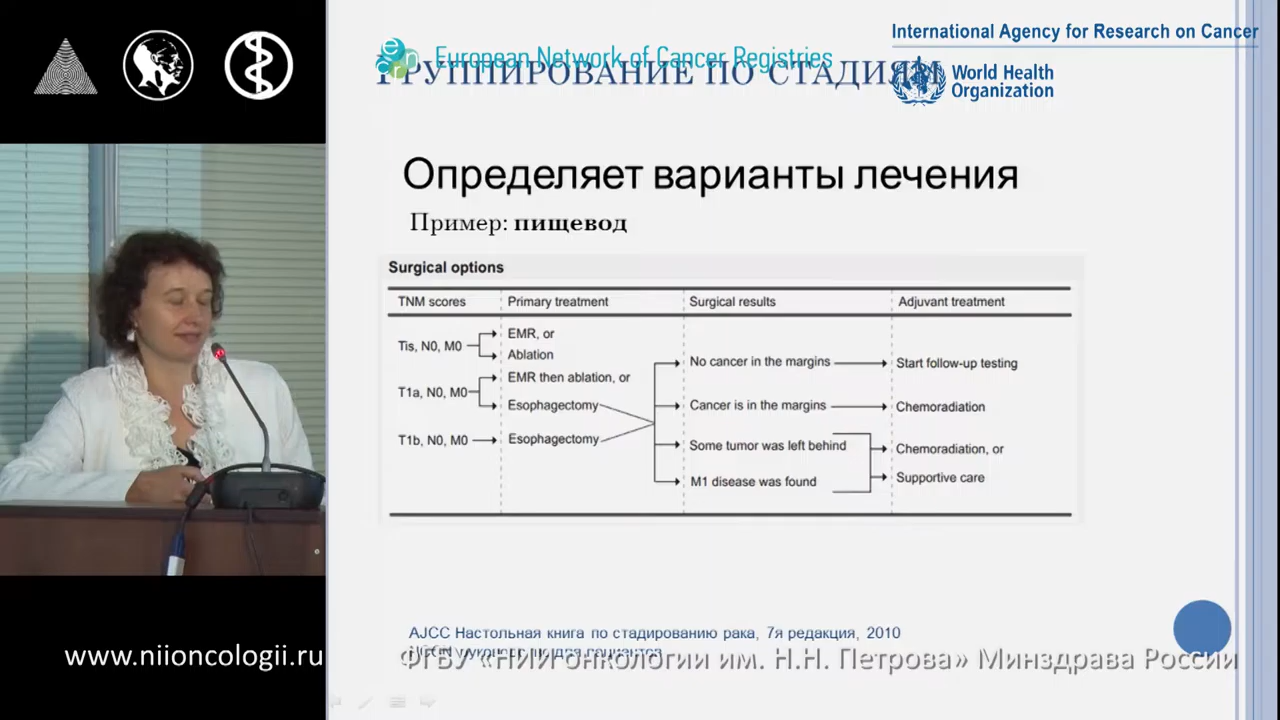 International Agency for Research on Cancer
European Network of Cancer Registries
ГРУППИРОВАНИЕ ПО СТАДИЯМ
World Health
Organization
Определяет варианты лечения
Пример: пищевод
Surgical options
TNM scores Primary treatment Surgical results Adjuvant treatment
Tis, N0, M0
EMR, or
Ablation
T1a, N0, M0
EMR then ablation, or
Esophagectomy
T1b, N0, M0
Esophagectomy
No cancer in the margins
Start follow-up testing
Cancer is in the margins
Chemoradiation
Some tumor was left behind
M1 disease was found
Chemoradiation, or
Supportive care
AJCC Настольная книга по стадированию рака, 7я редакция, 2010
www.niioncologii.ru
ФГБУ «НИИ онкологии им. Н.Н. Петрова» Минздрава России